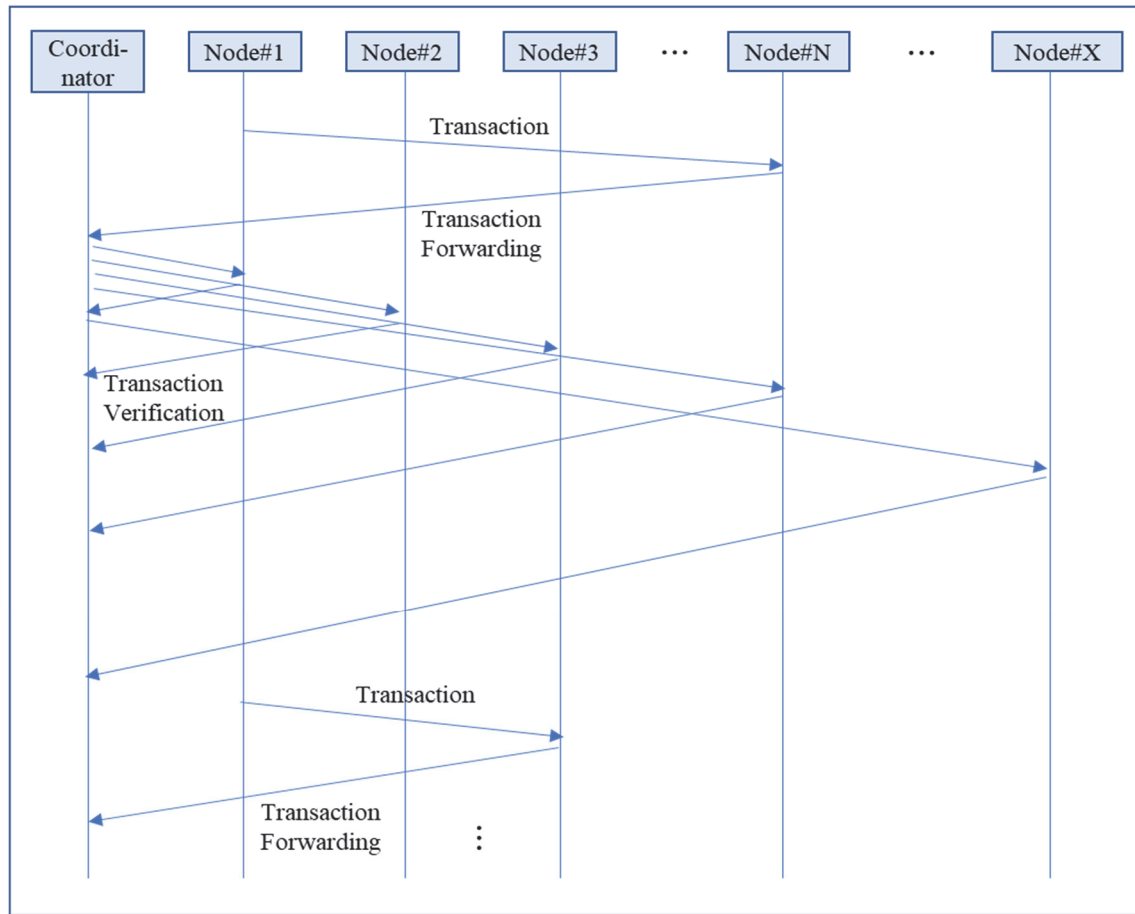 Coordi-
nator
Node#1
Node#2
Node#3
...
Node#N
...
Node#X
Transaction
Transaction
Forwarding
Transaction
Verification
Transaction
Transaction
Forwarding
⋮